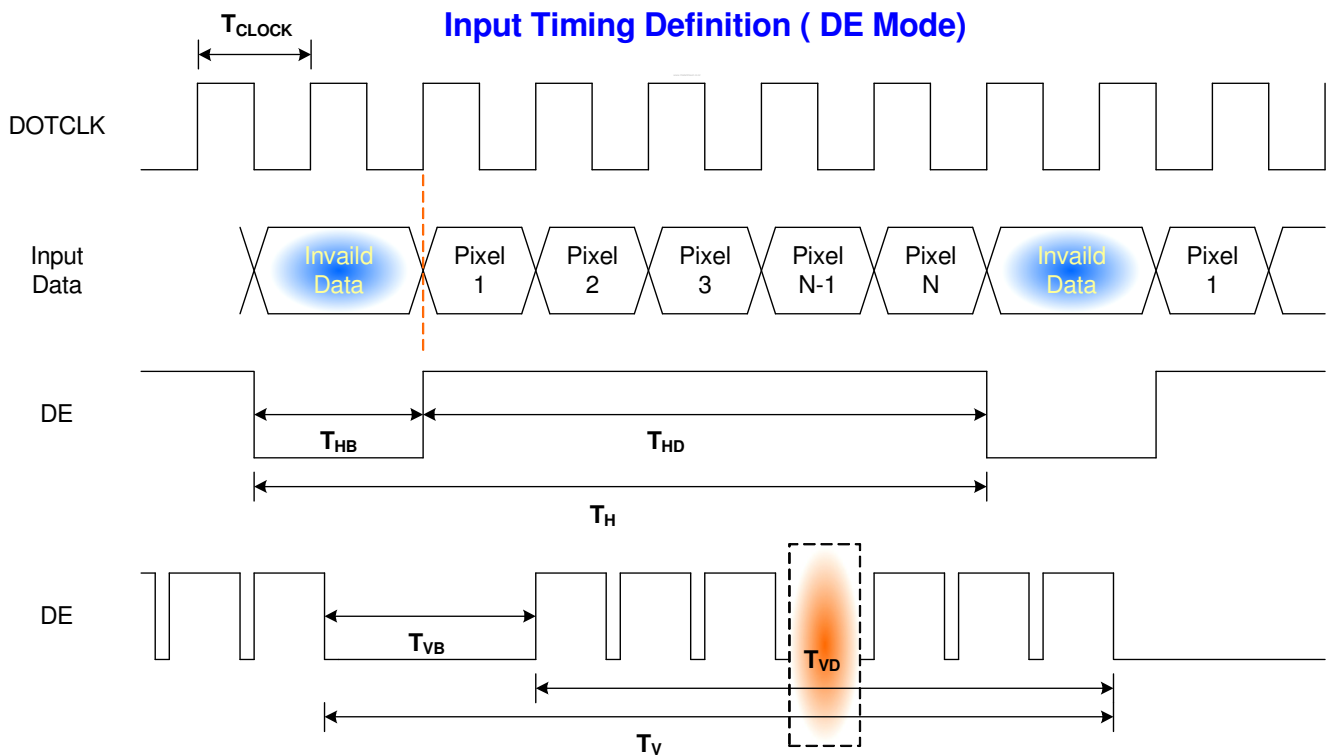 Input Timing Definition ( DE Mode)
TCLOCK
DOTCLK
Input
Data
Invaild
Data
Pixel
1
Pixel
2
Pixel
3
Pixel
N-1
Pixel
N
Invaild
Data
Pixel
1
DE
THB
THD
TH
DE
TVB
TVD
TV